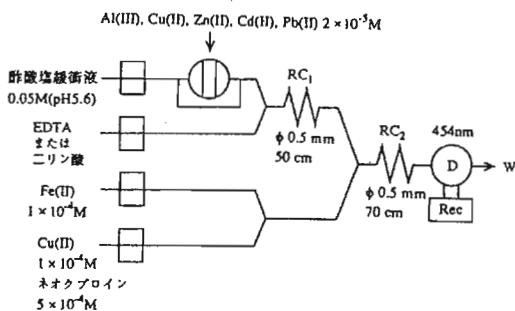 Al(III), Cu(II), Zn(II), Cd(II), Pb(II) 2 × 10⁻⁵M
酢酸塩緩衝液
0.05M(pH5.6)
EDTA
または
二リン酸
Fe(II)
1 × 10⁻⁴M
Cu(II)
1 × 10⁻⁴M
ネオクプロイン
5 × 10⁻⁴M
RC₁
ϕ 0.5 mm
50 cm
RC₂
ϕ 0.5 mm
70 cm
454nm
D
W
Rec